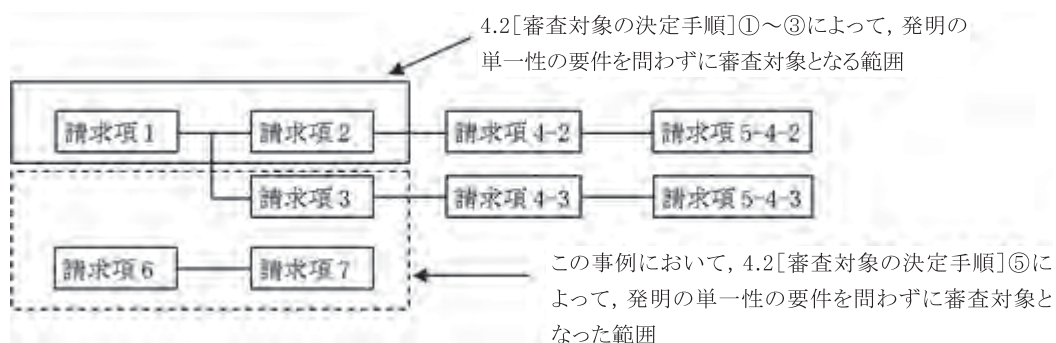 4.2[審査対象の決定手順]①~③によって, 発明の
単一性の要件を問わずに審査対象となる範囲
請求項1
請求項2
請求項4-2
請求項5-4-2
請求項3
請求項4-3
請求項5-4-3
請求項6
請求項7
この事例において, 4.2[審査対象の決定手順]⑤に
よって, 発明の単一性の要件を問わずに審査対象と
なった範囲